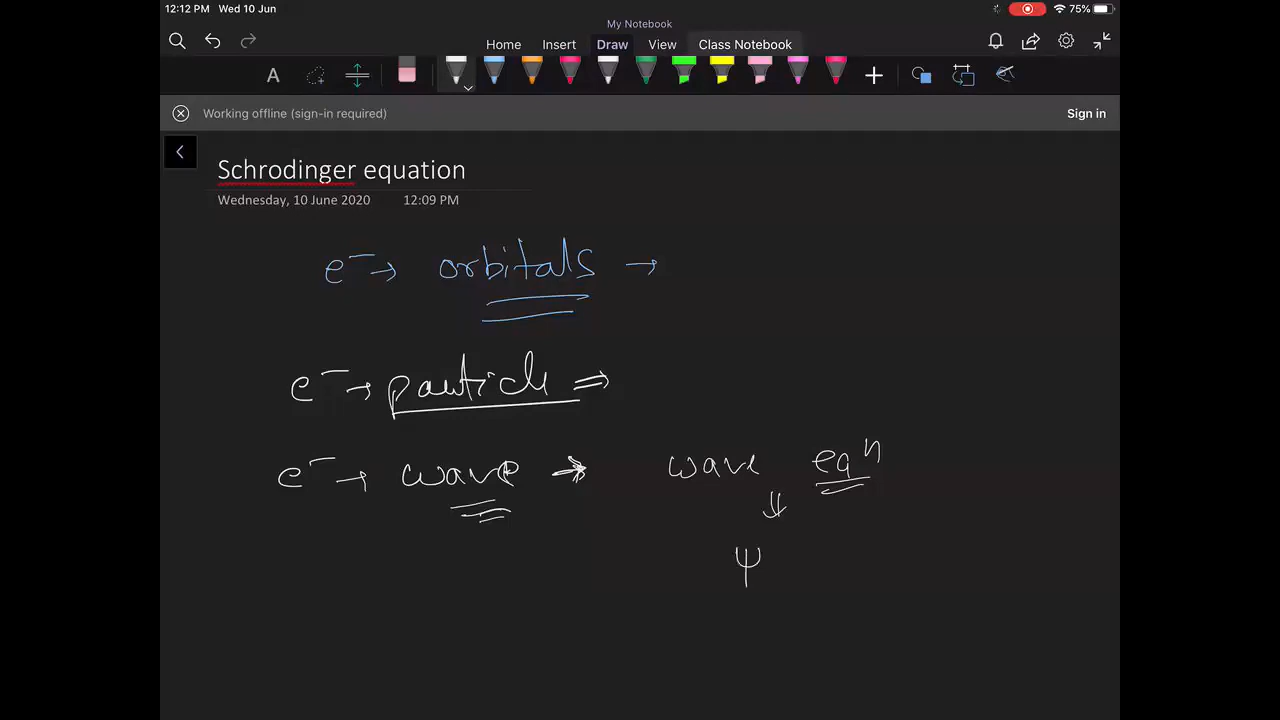 12:12 PM Wed 10 Jun 75%
My Notebook
Home Insert Draw View Class Notebook
A
Working offline (sign-in required) Sign in
Schrodinger equation
Wednesday, 10 June 2020 12:09 PM
e⁻ → orbitals →
e⁻ → particle ⇒
e⁻ → wave → wave eqⁿ
⇓
ψ